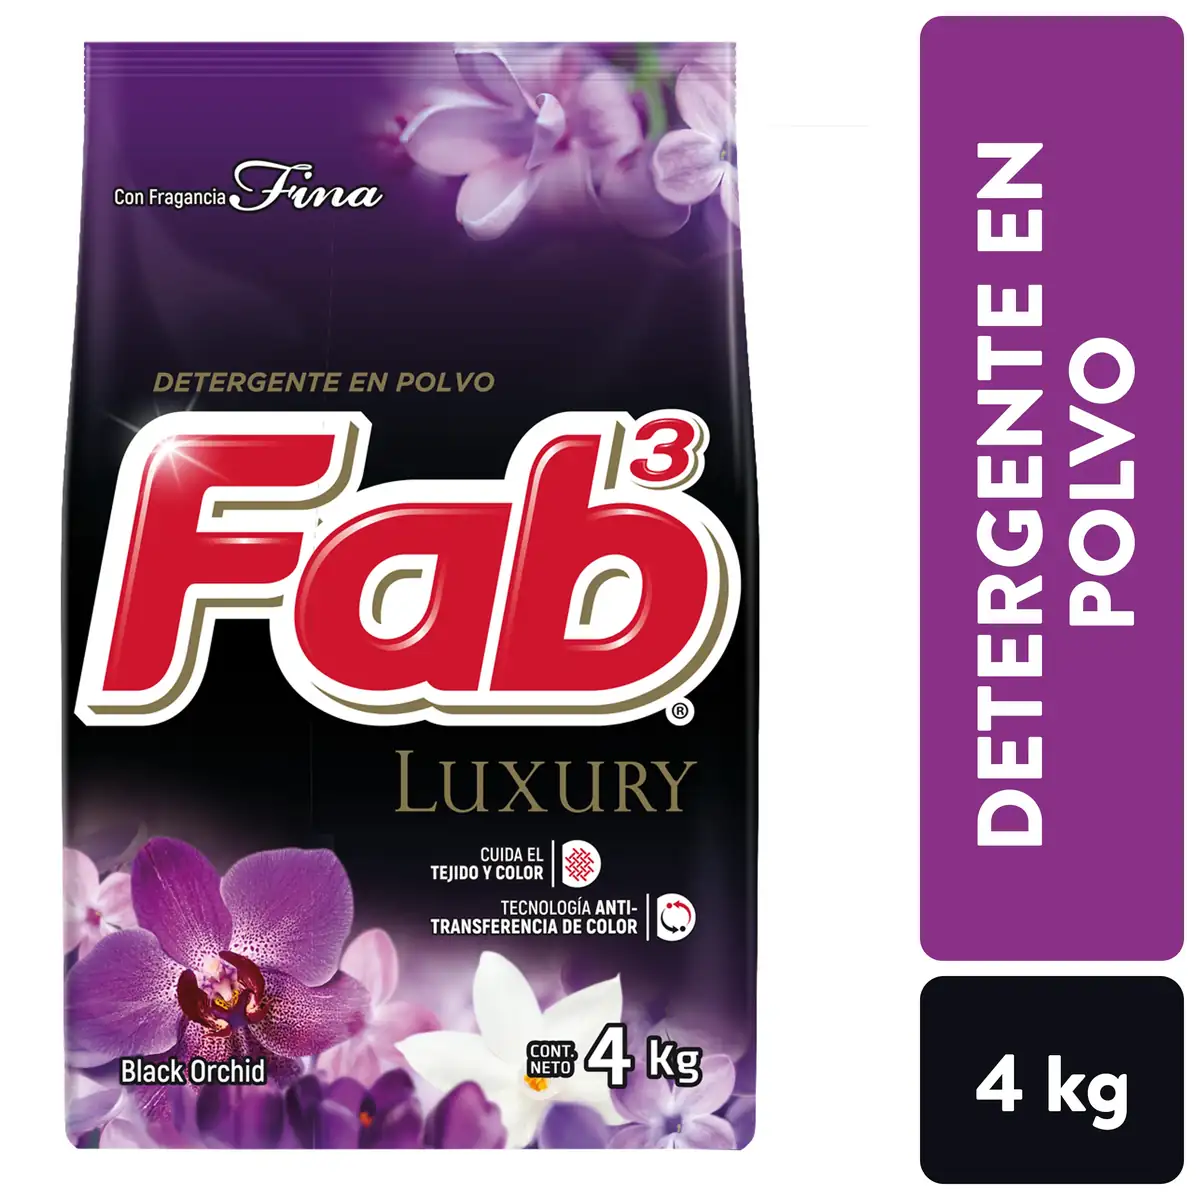 Con Fragancia Fina
DETERGENTE EN POLVO
Fab³
®
LUXURY
CUIDA EL
TEJIDO Y COLOR
TECNOLOGÍA ANTI-
TRANSFERENCIA DE COLOR
Black Orchid
CONT.
NETO 4 kg
DETERGENTE EN
POLVO
4 kg